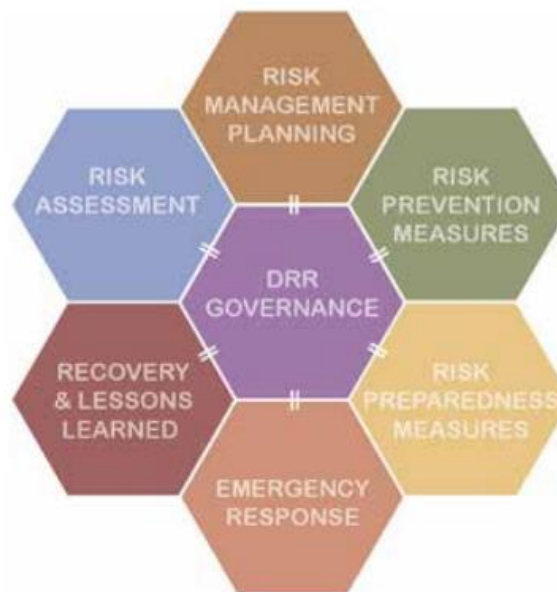 RISK
MANAGEMENT
PLANNING
RISK
ASSESSMENT
RISK
PREVENTION
MEASURES
DRR
GOVERNANCE
RECOVERY
& LESSONS
LEARNED
RISK
PREPAREDNESS
MEASURES
EMERGENCY
RESPONSE